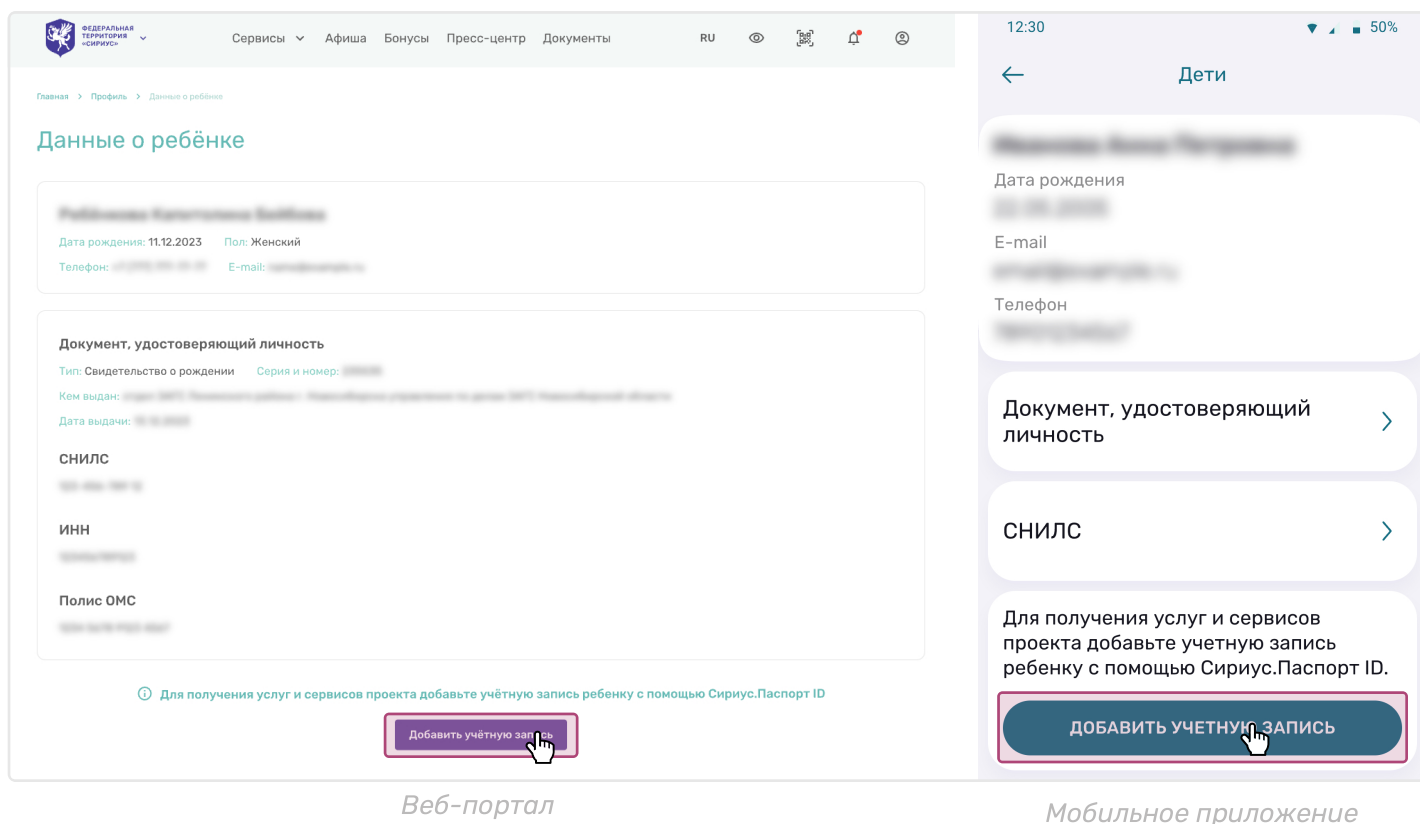 ФЕДЕРАЛЬНАЯ
ТЕРРИТОРИЯ
«СИРИУС»
Сервисы Афиша Бонусы Пресс-центр Документы RU
Главная > Профиль > Данные о ребёнке
Данные о ребёнке
Дата рождения: 11.12.2023 Пол: Женский
Телефон: E-mail:
Документ, удостоверяющий личность
Тип: Свидетельство о рождении Серия и номер:
Кем выдан:
Дата выдачи:
СНИЛС
ИНН
Полис ОМС
Для получения услуг и сервисов проекта добавьте учётную запись ребенку с помощью Сириус.Паспорт ID
Добавить учётную запись
Веб-портал
12:30 50%
Дети
Дата рождения
E-mail
Телефон
Документ, удостоверяющий
личность
СНИЛС
Для получения услуг и сервисов
проекта добавьте учетную запись
ребенку с помощью Сириус.Паспорт ID.
ДОБАВИТЬ УЧЕТНУЮ ЗАПИСЬ
Мобильное приложение